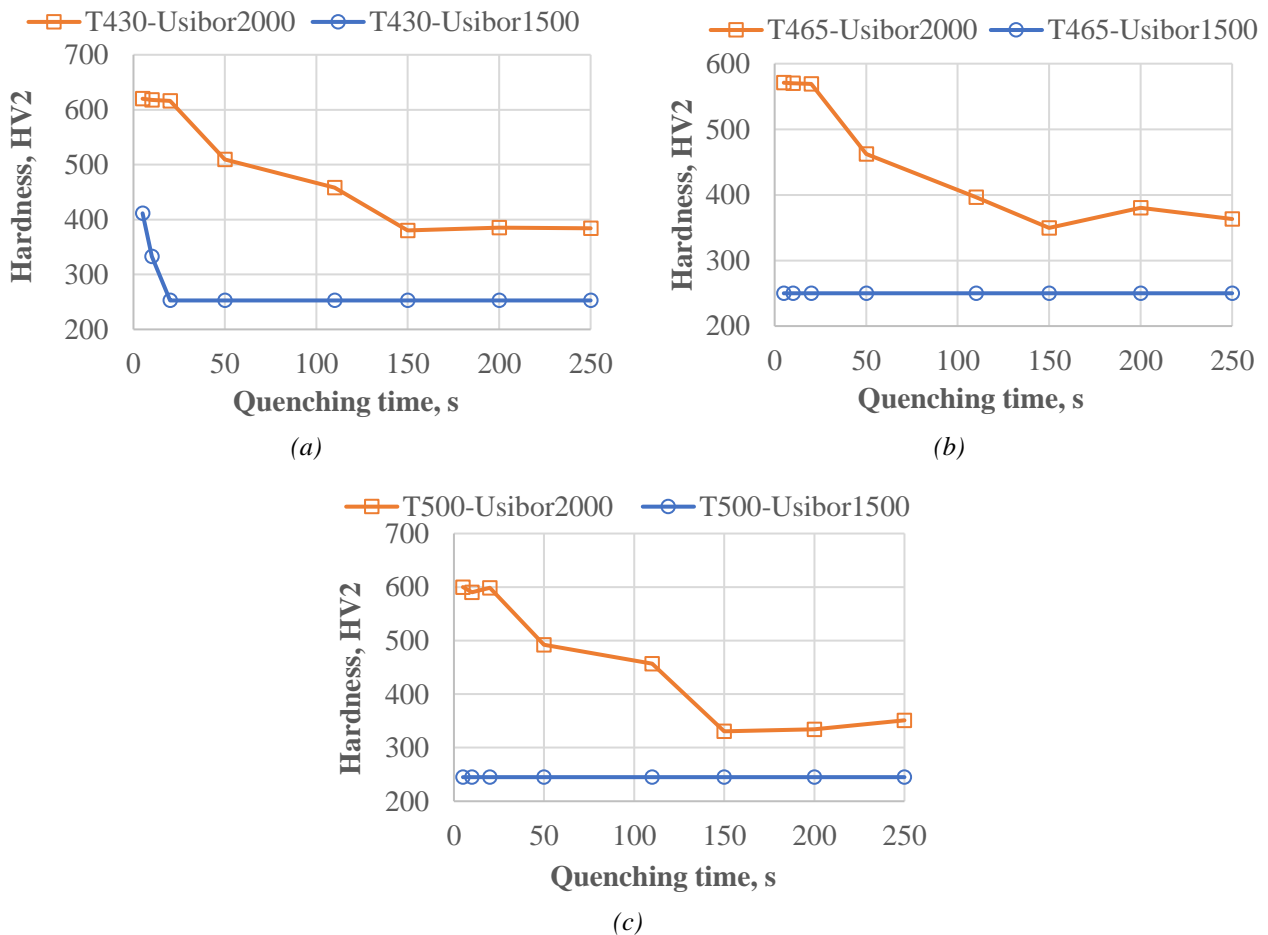 T430-Usibor2000 T430-Usibor1500
700
600
500
400
300
200
Hardness, HV2
0 50 100 150 200 250
Quenching time, s
(a)
T465-Usibor2000 T465-Usibor1500
600
500
400
300
200
Hardness, HV2
0 50 100 150 200 250
Quenching time, s
(b)
T500-Usibor2000 T500-Usibor1500
700
600
500
400
300
200
Hardness, HV2
0 50 100 150 200 250
Quenching time, s
(c)